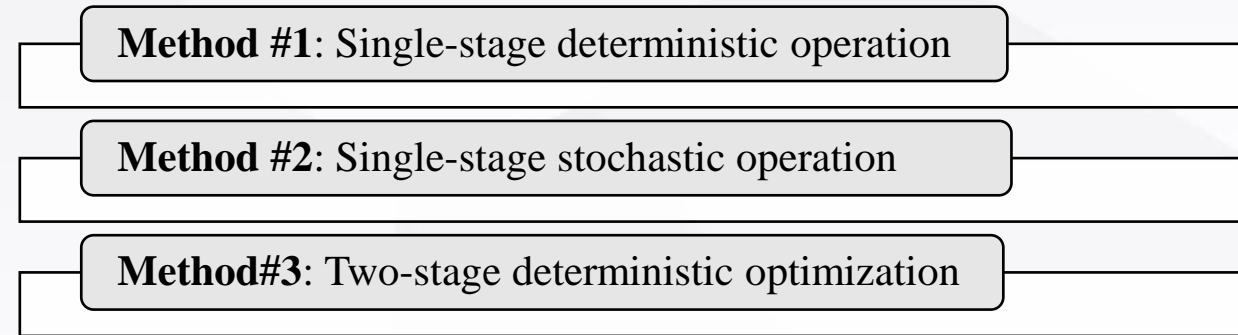 Method #1: Single-stage deterministic operation
Method #2: Single-stage stochastic operation
Method#3: Two-stage deterministic optimization